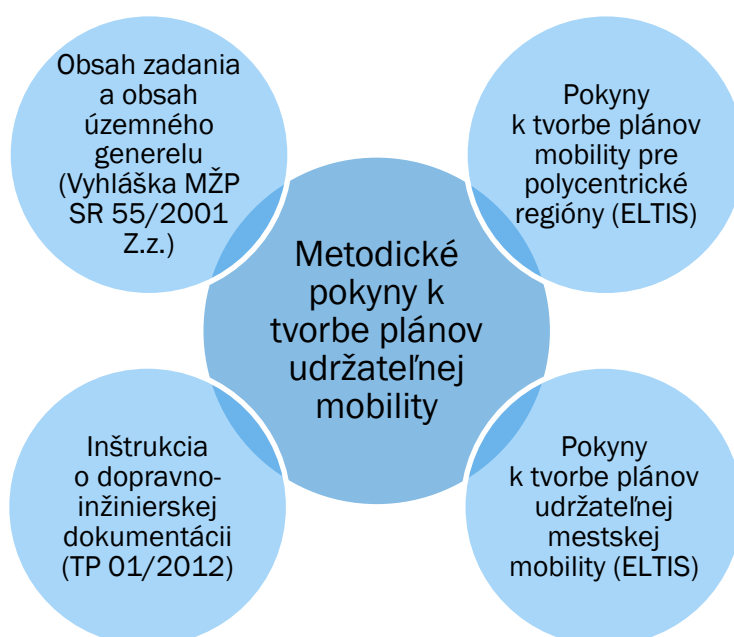 Obsah zadania
a obsah
územného
generelu
(Vyhláška MŽP
SR 55/2001
Z.z.)
Pokyny
k tvorbe plánov
mobility pre
polycentrické
regióny (ELTIS)
Metodické
pokyny k
tvorbe plánov
udržateľnej
mobility
Inštrukcia
o dopravno-
inžinierskej
dokumentácii
(TP 01/2012)
Pokyny
k tvorbe plánov
udržateľnej
mestskej
mobility (ELTIS)